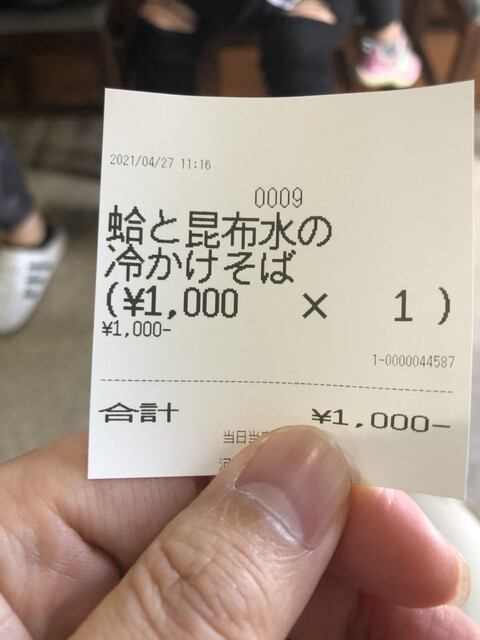 2021/04/27 11:16
0009
蛤と昆布水の
冷かけそば
(¥1,000 × 1)
¥1,000-
1-0000044587
合計 ¥1,000-
当日当